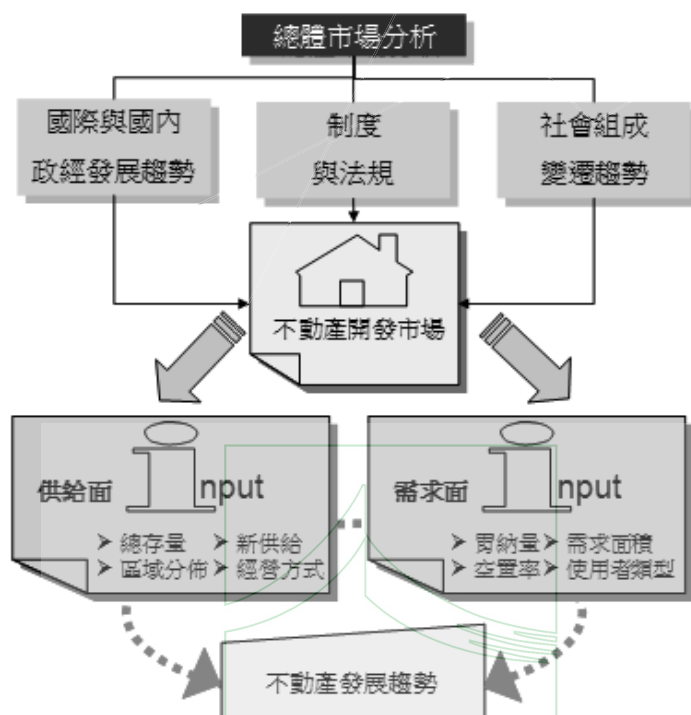 總體市場分析
國際與國內
政經發展趨勢
制度
與法規
社會組成
變遷趨勢
不動產開發市場
供給面 input
➤ 總存量 ➤ 新供給
➤ 區域分佈 ➤ 經營方式
需求面 input
➤ 胃納量 ➤ 需求面積
➤ 空置率 ➤ 使用者類型
不動產發展趨勢